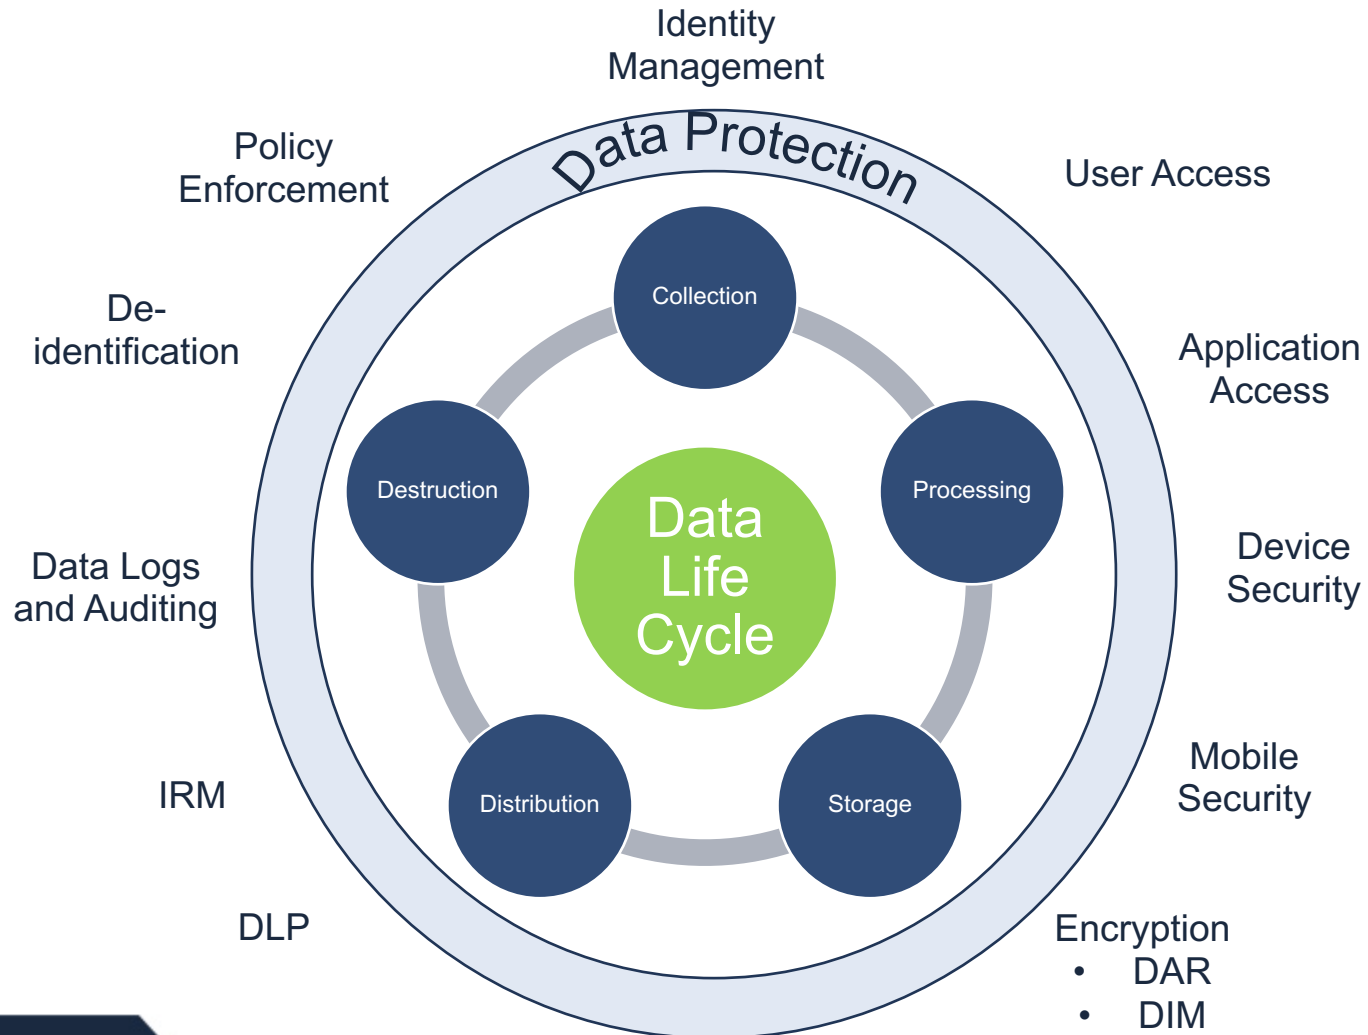 Identity
Management
Data Protection
Policy
Enforcement
User Access
De-
identification
Collection
Application
Access
Destruction
Processing
Data
Life
Cycle
Data Logs
and Auditing
Device
Security
IRM
Distribution
Storage
Mobile
Security
DLP
Encryption
• DAR
• DIM